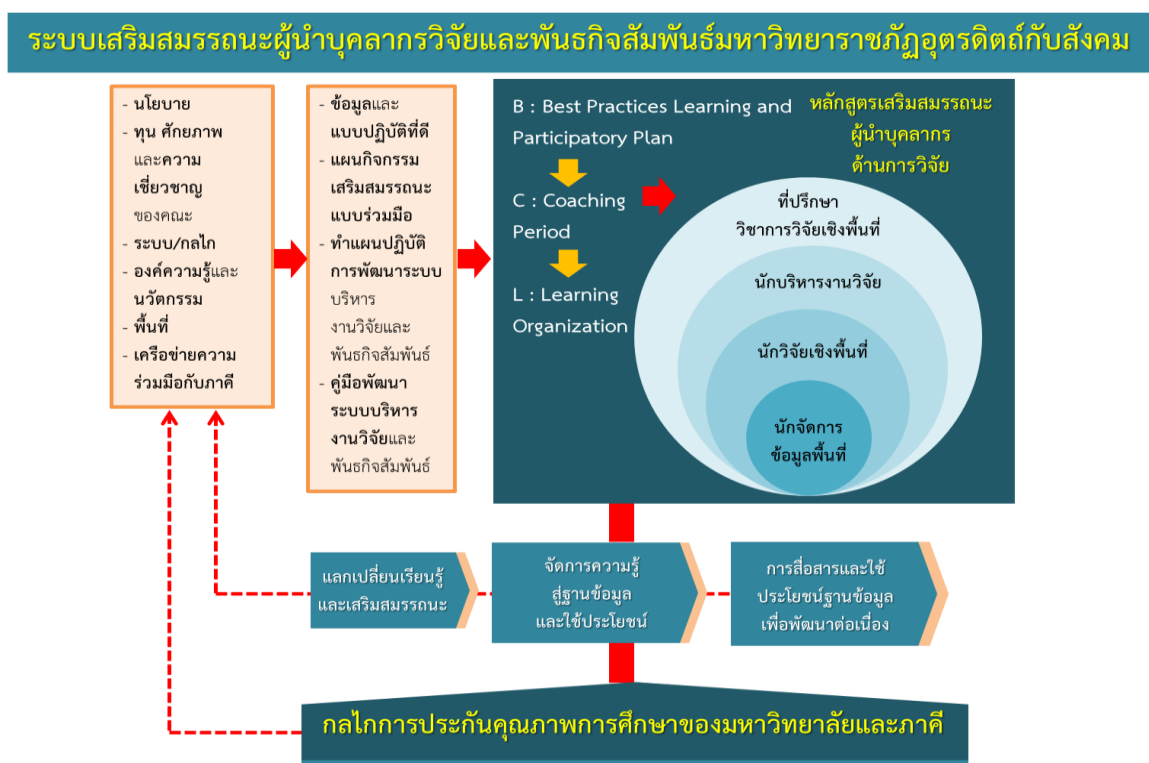 ระบบเสริมสมรรถนะผู้นำบุคลากรวิจัยและพันธกิจสัมพันธ์มหาวิทยาราชภัฏอุตรดิตถ์กับสังคม
- นโยบาย
- ทุน ศักยภาพ
และความ
เชี่ยวชาญ
ของคณะ
- ระบบ/กลไก
- องค์ความรู้และ
นวัตกรรม
- พื้นที่
- เครือข่ายความ
ร่วมมือกับภาคี
- ข้อมูลและ
แบบปฏิบัติที่ดี
- แผนกิจกรรม
เสริมสมรรถนะ
แบบร่วมมือ
- ทำแผนปฏิบัติ
การพัฒนาระบบ
บริหาร
งานวิจัยและ
พันธกิจสัมพันธ์
- คู่มือพัฒนา
ระบบบริหาร
งานวิจัยและ
พันธกิจสัมพันธ์
B : Best Practices Learning and
Participatory Plan
C : Coaching
Period
L : Learning
Organization
หลักสูตรเสริมสมรรถนะ
ผู้นำบุคลากร
ด้านการวิจัย
ที่ปรึกษา
วิชาการวิจัยเชิงพื้นที่
นักบริหารงานวิจัย
นักวิจัยเชิงพื้นที่
นักจัดการ
ข้อมูลพื้นที่
แลกเปลี่ยนเรียนรู้
และเสริมสมรรถนะ
จัดการความรู้
สู่ฐานข้อมูล
และใช้ประโยชน์
การสื่อสารและใช้
ประโยชน์ฐานข้อมูล
เพื่อพัฒนาต่อเนื่อง
กลไกการประกันคุณภาพการศึกษาของมหาวิทยาลัยและภาคี